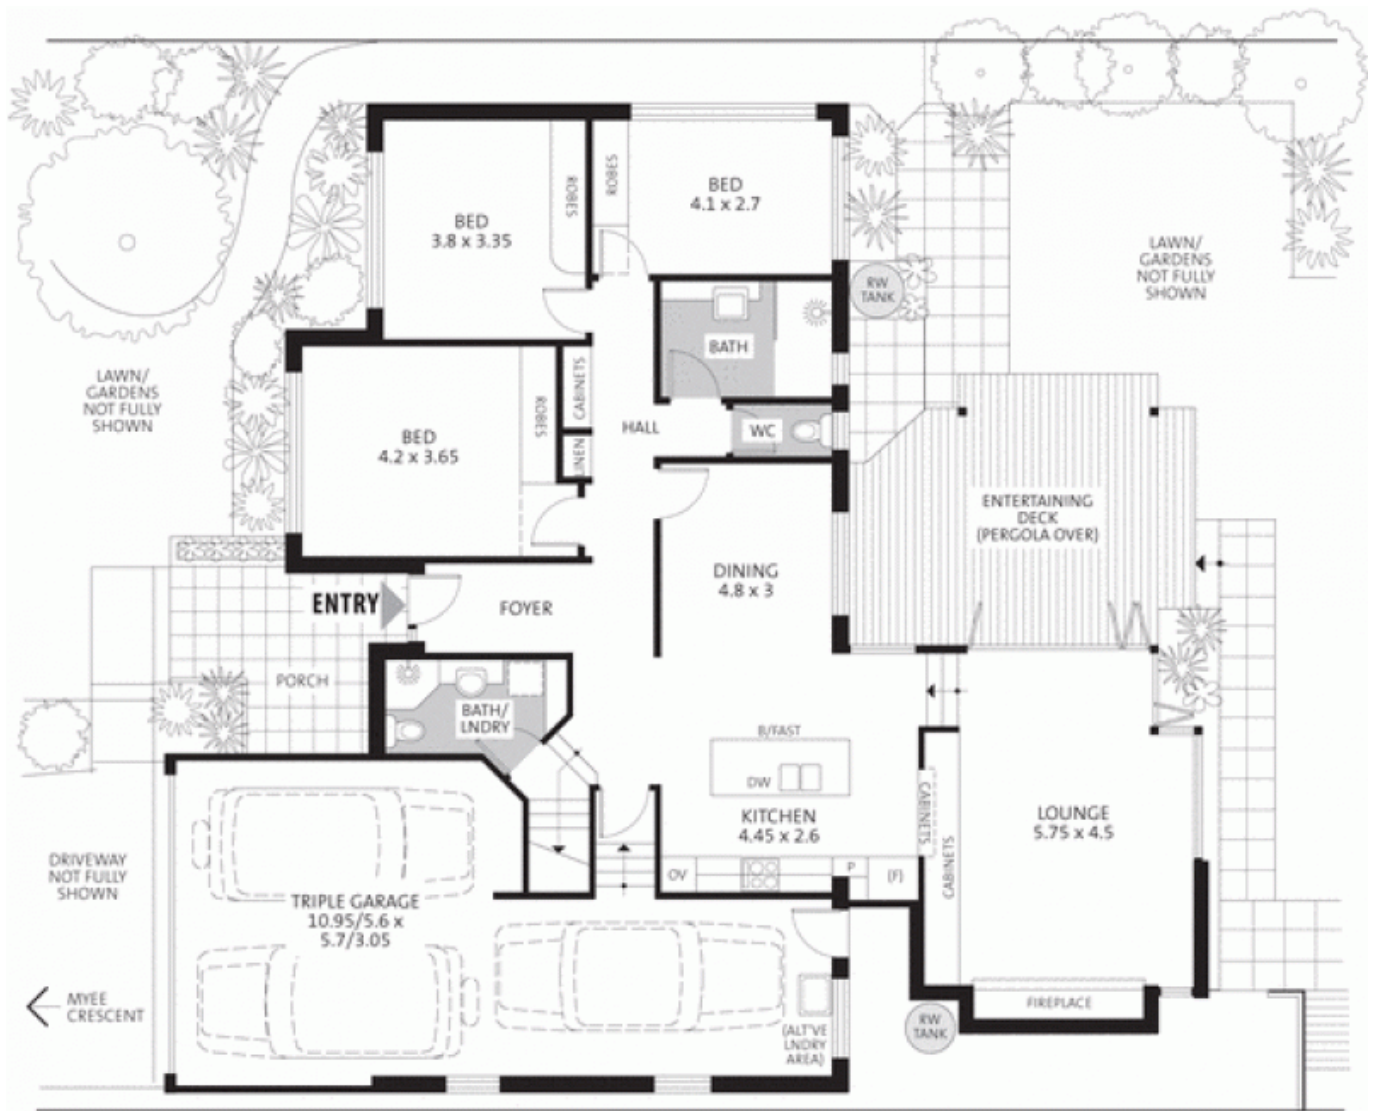 ROBES
ROBES
BED
4.1 x 2.7
BED
3.8 x 3.35
LAWN/
GARDENS
NOT FULLY
SHOWN
RW
TANK
BATH
LAWN/
GARDENS
NOT FULLY
SHOWN
CABINETS
ROBES
HALL
WC
BED
4.2 x 3.65
LINEN
ENTERTAINING
DECK
(PERGOLA OVER)
DINING
4.8 x 3
ENTRY
FOYER
PORCH
BATH/
LNDRY
B/FAST
DW
KITCHEN
4.45 x 2.6
CABINETS
LOUNGE
5.75 x 4.5
CABINETS
DRIVEWAY
NOT FULLY
SHOWN
OV
P
(F)
TRIPLE GARAGE
10.95/5.6 x
5.7/3.05
MYEE
CRESCENT
FIREPLACE
RW
TANK
(ALT'VE
LNDRY
AREA)